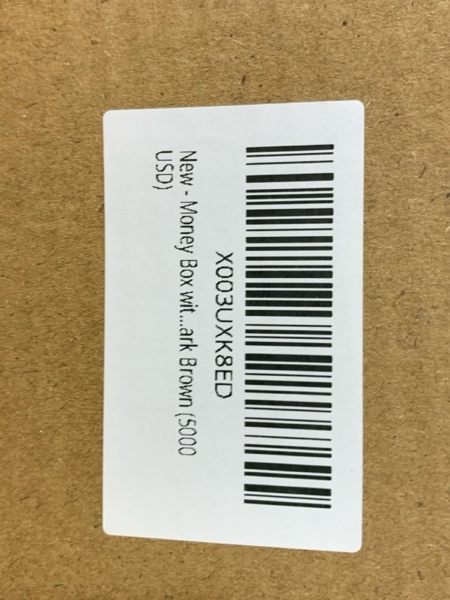 X003UXK8ED
New - Money Box wit...ark Brown (5000
USD)